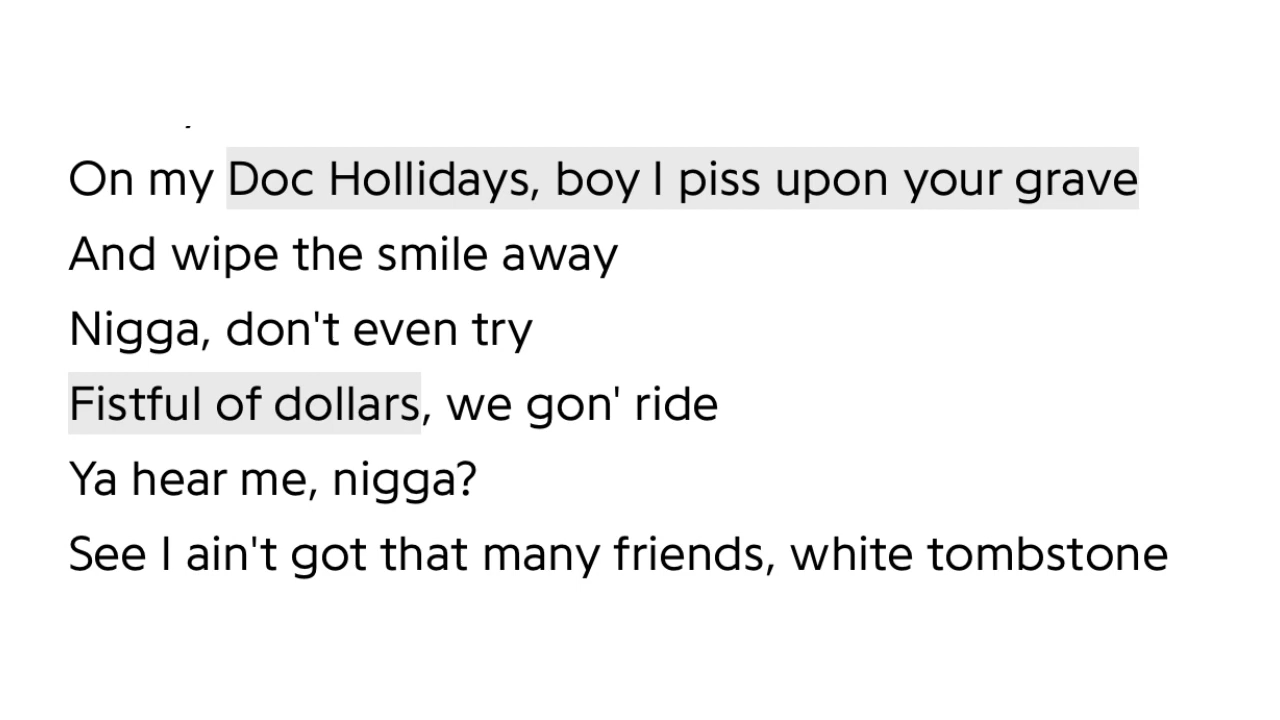 On my Doc Hollidays, boy I piss upon your grave
And wipe the smile away
Nigga, don't even try
Fistful of dollars, we gon' ride
Ya hear me, nigga?
See I ain't got that many friends, white tombstone